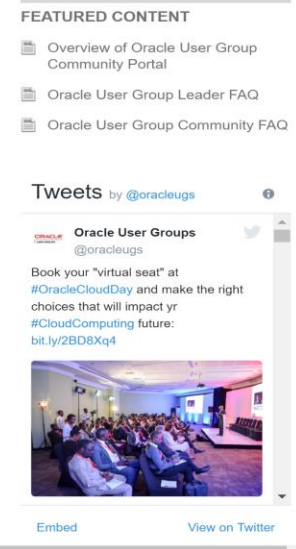 FEATURED CONTENT
Overview of Oracle User Group
Community Portal
Oracle User Group Leader FAQ
Oracle User Group Community FAQ
Tweets by @oracleugs
ORACLE
Oracle User Groups
@oracleugs
Book your "virtual seat" at
#OracleCloudDay and make the right
choices that will impact yr
#CloudComputing future:
bit.ly/2BD8Xq4
Embed
View on Twitter